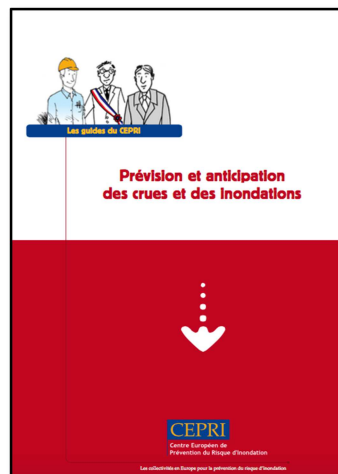 Les guides du CEPRI
Prévision et anticipation
des crues et des inondations
CEPRI
Centre Européen de
Prévention du Risque d'Inondation
Les collectivités en Europe pour la prévention du risque d'inondation